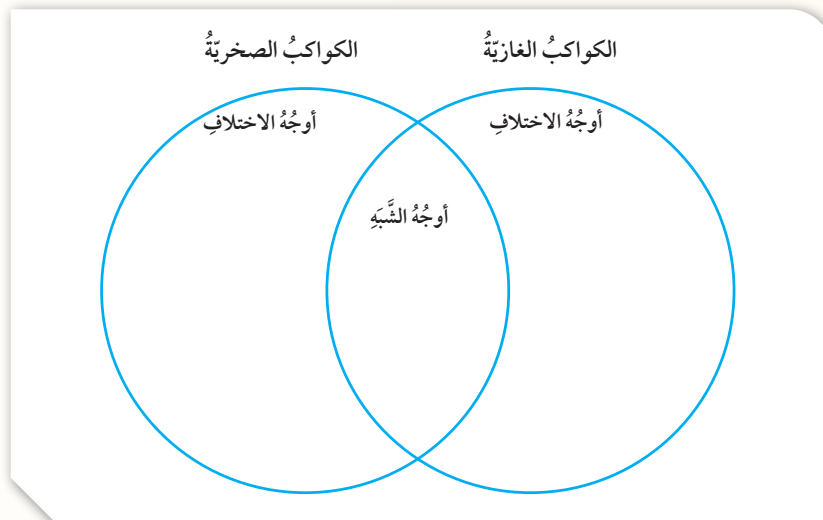 الكواكبُ الغازيّةُ
الكواكبُ الصخريّةُ
أوجُهُ الاختلافِ
أوجُهُ الاختلافِ
أوجُهُ الشَّبَهِ